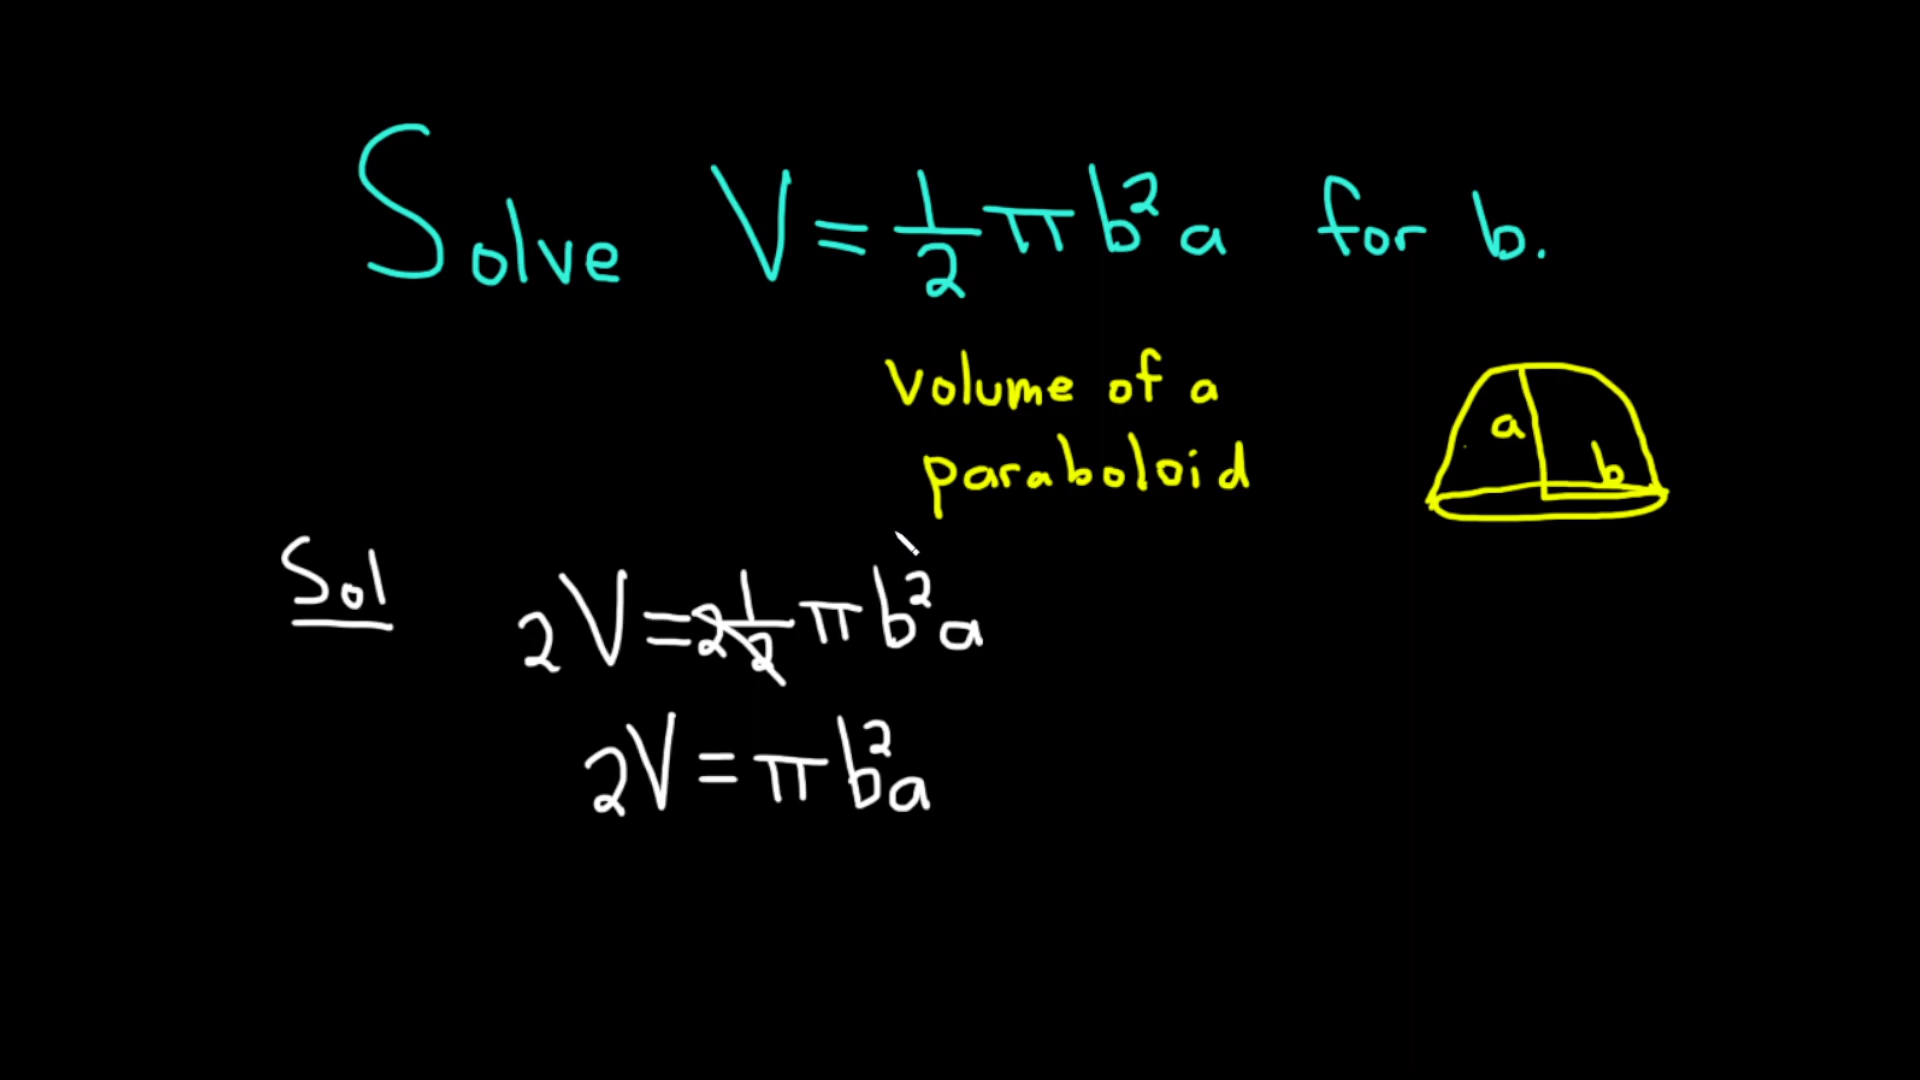 Solve V = 1/2 π b² a for b.
Volume of a
paraboloid
a
b
Sol
2V = 2 1/2 π b² a
2V = π b² a